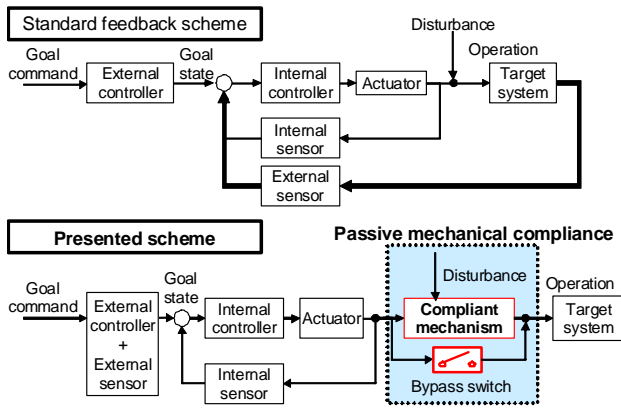 Standard feedback scheme
Disturbance
Goal
command
Goal
state
Operation
External
controller
Internal
controller
Actuator
Target
system
Internal
sensor
External
sensor
Presented scheme
Passive mechanical compliance
Goal
command
Goal
state
Disturbance
Operation
External
controller
+
External
sensor
Internal
controller
Actuator
Compliant
mechanism
Target
system
Internal
sensor
Bypass switch